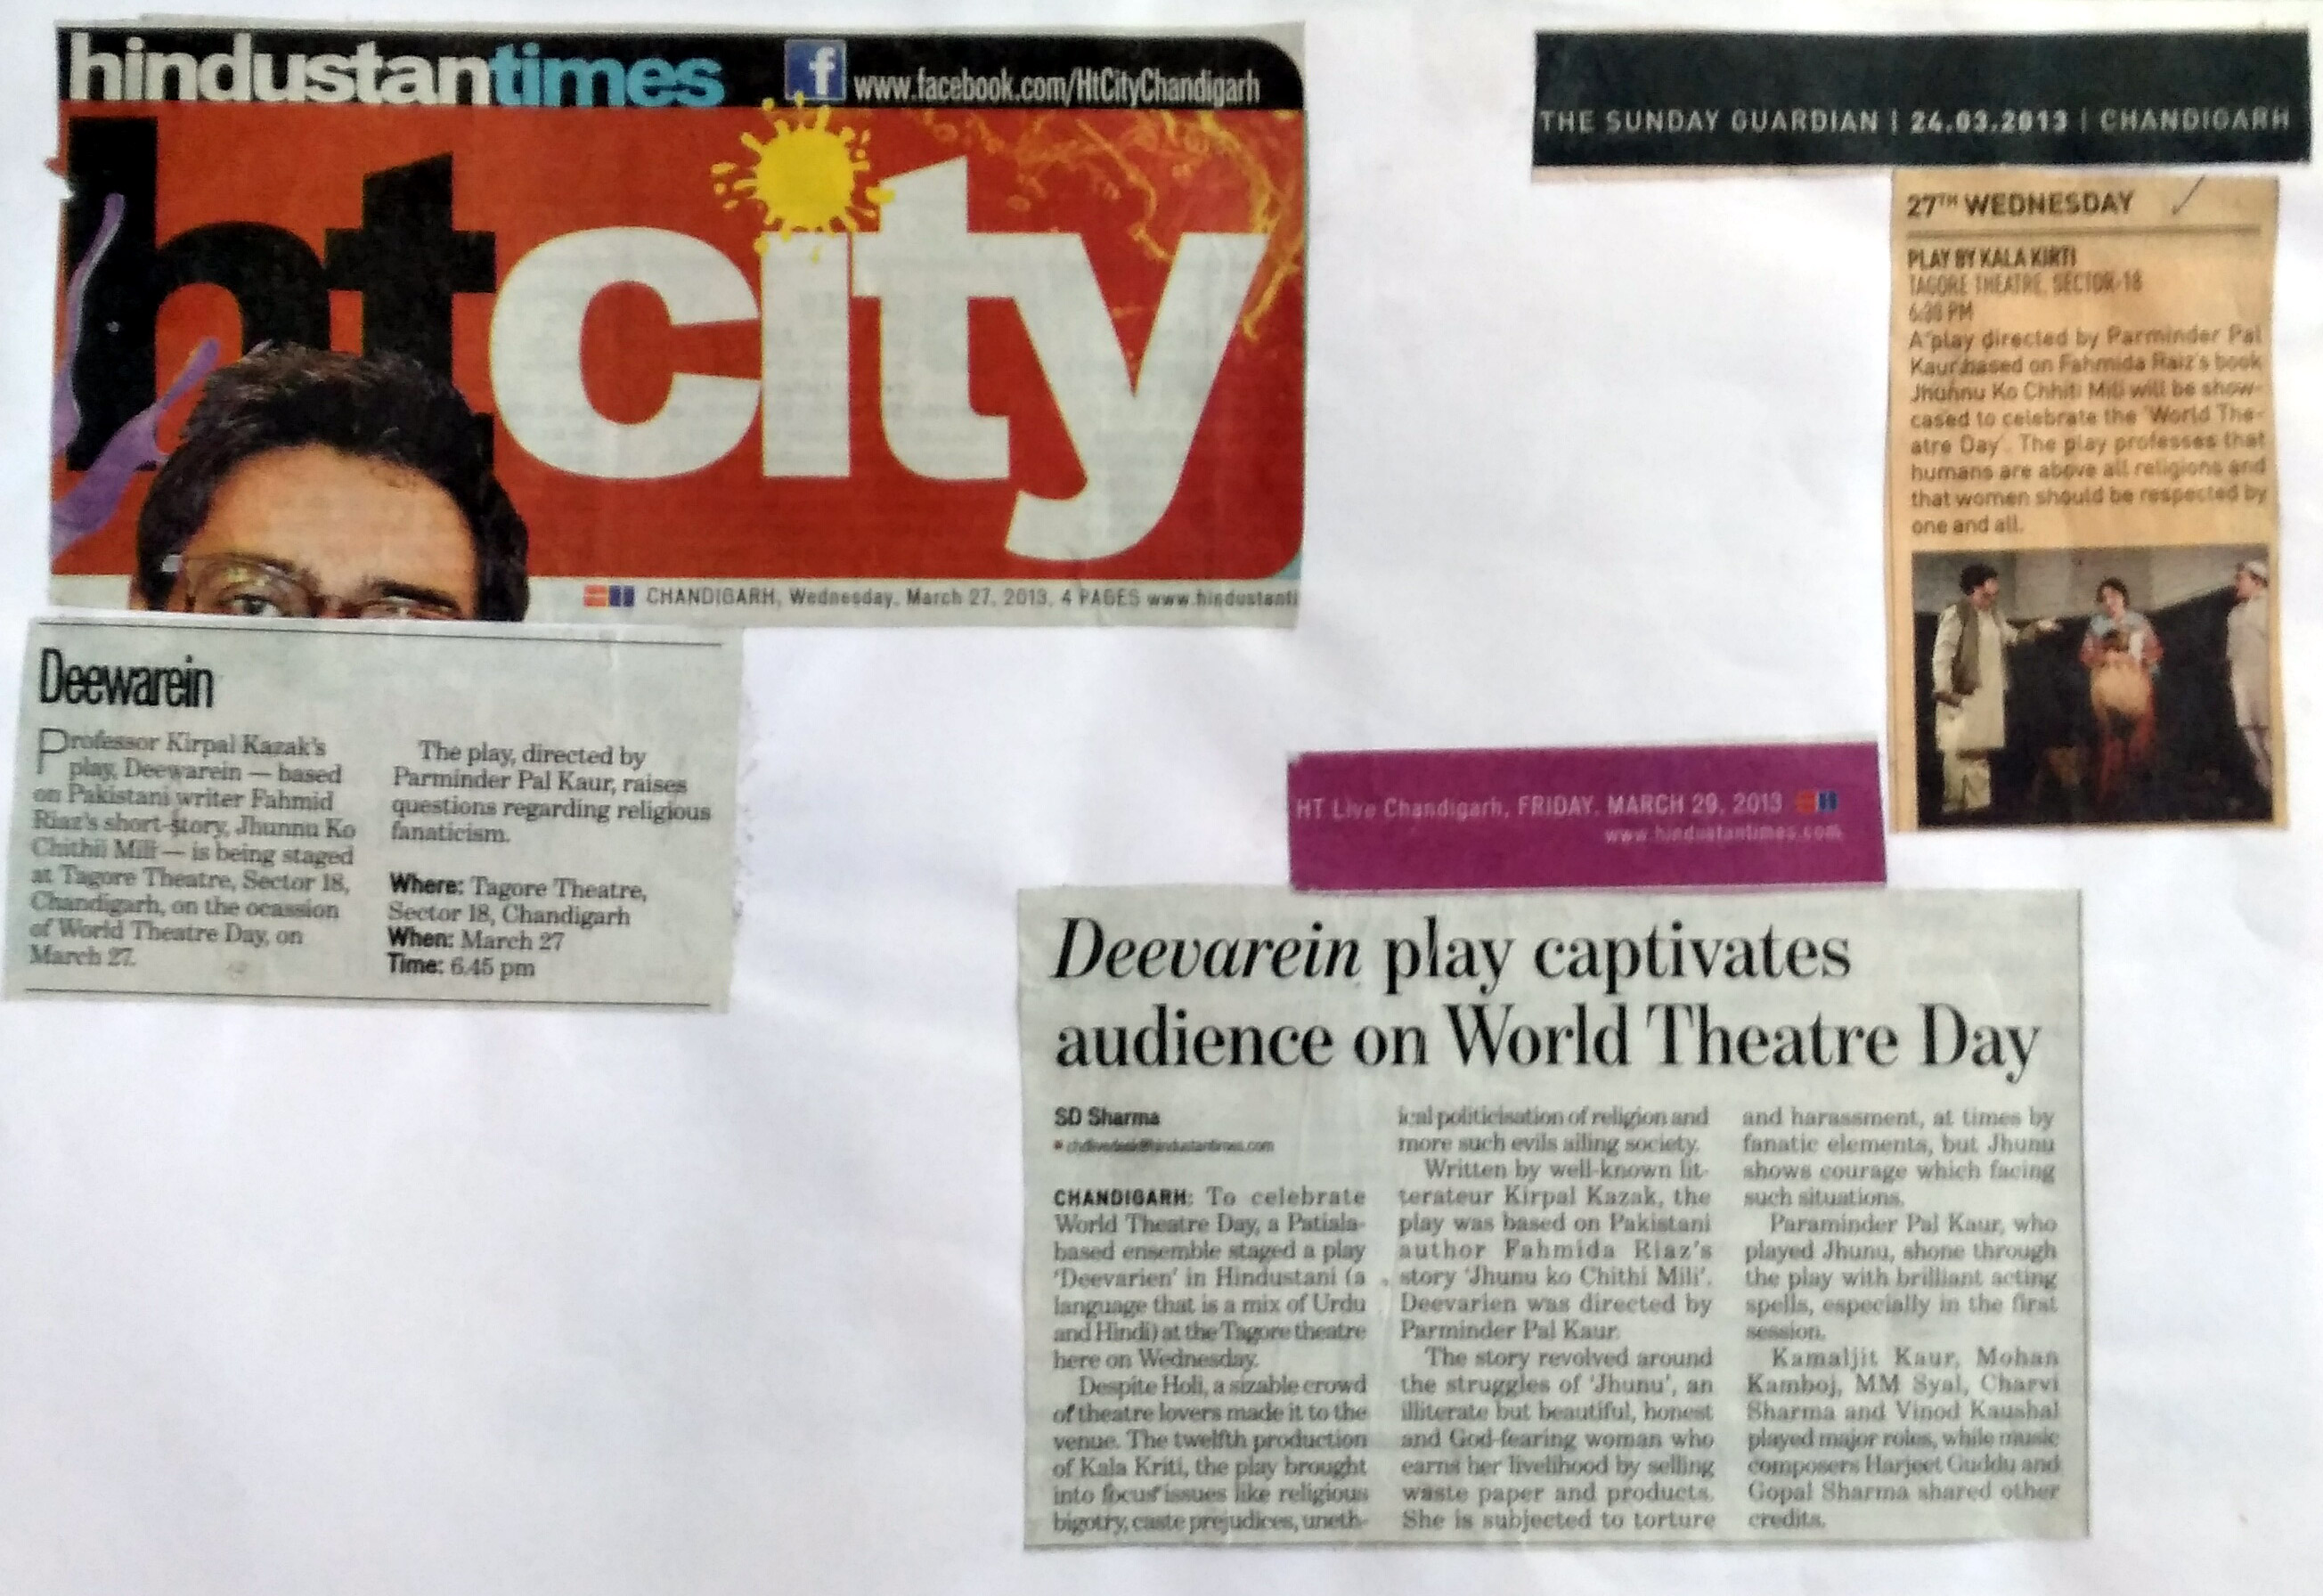 hindustantimes
www.facebook.com/HtCityChandigarh
ht city
CHANDIGARH, Wednesday, March 27, 2013, 4 PAGES www.hindustanti
Deewarein
Professor Kirpal Kazak's
play, Deewarein — based
on Pakistani writer Fahmid
Riaz's short-story, Jhunnu Ko
Chithii Mili — is being staged
at Tagore Theatre, Sector 18,
Chandigarh, on the ocassion
of World Theatre Day, on
March 27.
The play, directed by
Parminder Pal Kaur, raises
questions regarding religious
fanaticism.
Where: Tagore Theatre,
Sector 18, Chandigarh
When: March 27
Time: 6.45 pm
THE SUNDAY GUARDIAN | 24.03.2013 | CHANDIGARH
27TH WEDNESDAY
PLAY BY KALA KIRTI
TAGORE THEATRE, SECTOR-18
6:30 PM
A play directed by Parminder Pal
Kaur based on Fahmida Raiz's book
Jhunnu Ko Chhiti Mili will be show-
cased to celebrate the 'World The-
atre Day'. The play professes that
humans are above all religions and
that women should be respected by
one and all.
HT Live Chandigarh, FRIDAY, MARCH 29, 2013
www.hindustantimes.com
Deevarein play captivates
audience on World Theatre Day
SD Sharma
chdlivedesk@hindustantimes.com
CHANDIGARH: To celebrate
World Theatre Day, a Patiala-
based ensemble staged a play
'Deevarien' in Hindustani (a
language that is a mix of Urdu
and Hindi) at the Tagore theatre
here on Wednesday.
Despite Holi, a sizable crowd
of theatre lovers made it to the
venue. The twelfth production
of Kala Kriti, the play brought
into focus issues like religious
bigotry, caste prejudices, uneth-
ical politicisation of religion and
more such evils ailing society.
Written by well-known lit-
terateur Kirpal Kazak, the
play was based on Pakistani
author Fahmida Riaz's
story 'Jhunu ko Chithi Mili'.
Deevarien was directed by
Parminder Pal Kaur.
The story revolved around
the struggles of 'Jhunu', an
illiterate but beautiful, honest
and God-fearing woman who
earns her livelihood by selling
waste paper and products.
She is subjected to torture
and harassment, at times by
fanatic elements, but Jhunu
shows courage which facing
such situations.
Paraminder Pal Kaur, who
played Jhunu, shone through
the play with brilliant acting
spells, especially in the first
session.
Kamaljit Kaur, Mohan
Kamboj, MM Syal, Charvi
Sharma and Vinod Kaushal
played major roles, while music
composers Harjeet Guddu and
Gopal Sharma shared other
credits.